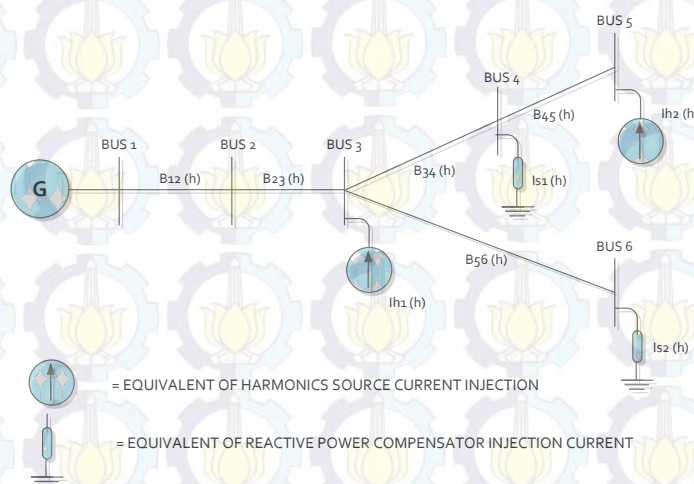 BUS 5
BUS 4
Ih2 (h)
B45 (h)
BUS 1
BUS 2
BUS 3
G
B12 (h)
B23 (h)
B34 (h)
Is1 (h)
BUS 6
B56 (h)
Ih1 (h)
Is2 (h)
= EQUIVALENT OF HARMONICS SOURCE CURRENT INJECTION
= EQUIVALENT OF REACTIVE POWER COMPENSATOR INJECTION CURRENT